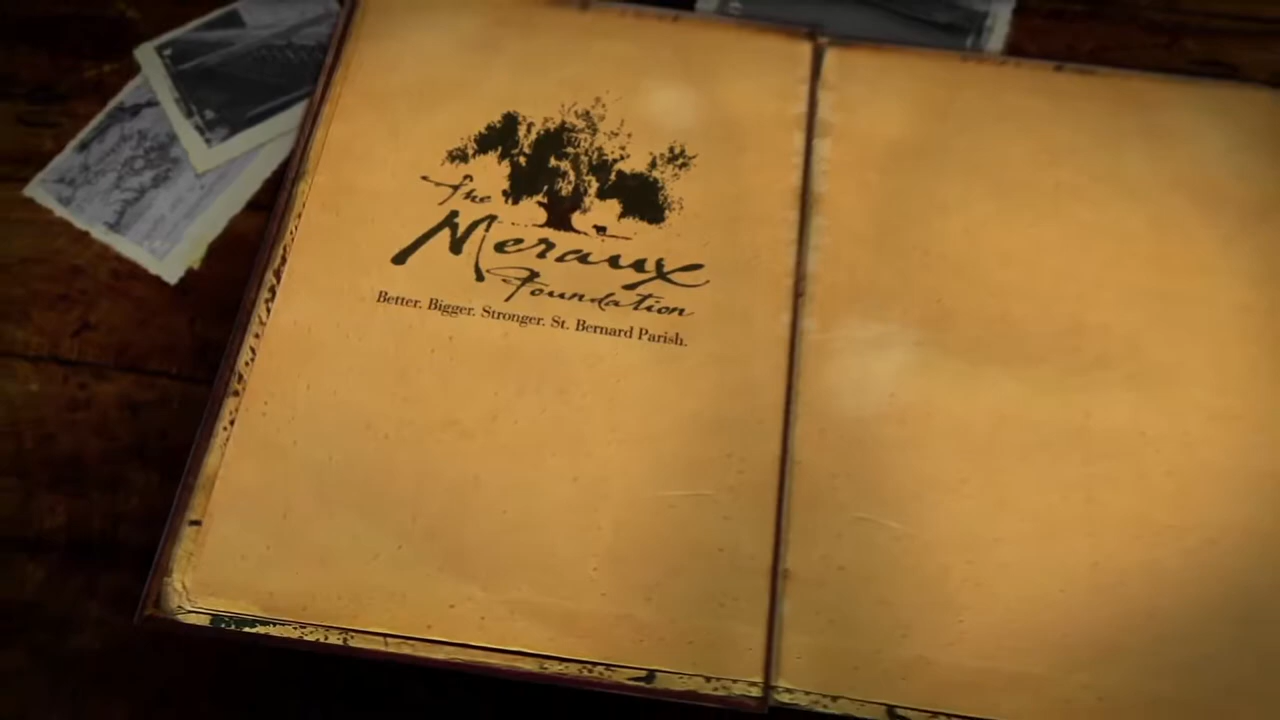 The
Meraux
Foundation
Better. Bigger. Stronger. St. Bernard Parish.